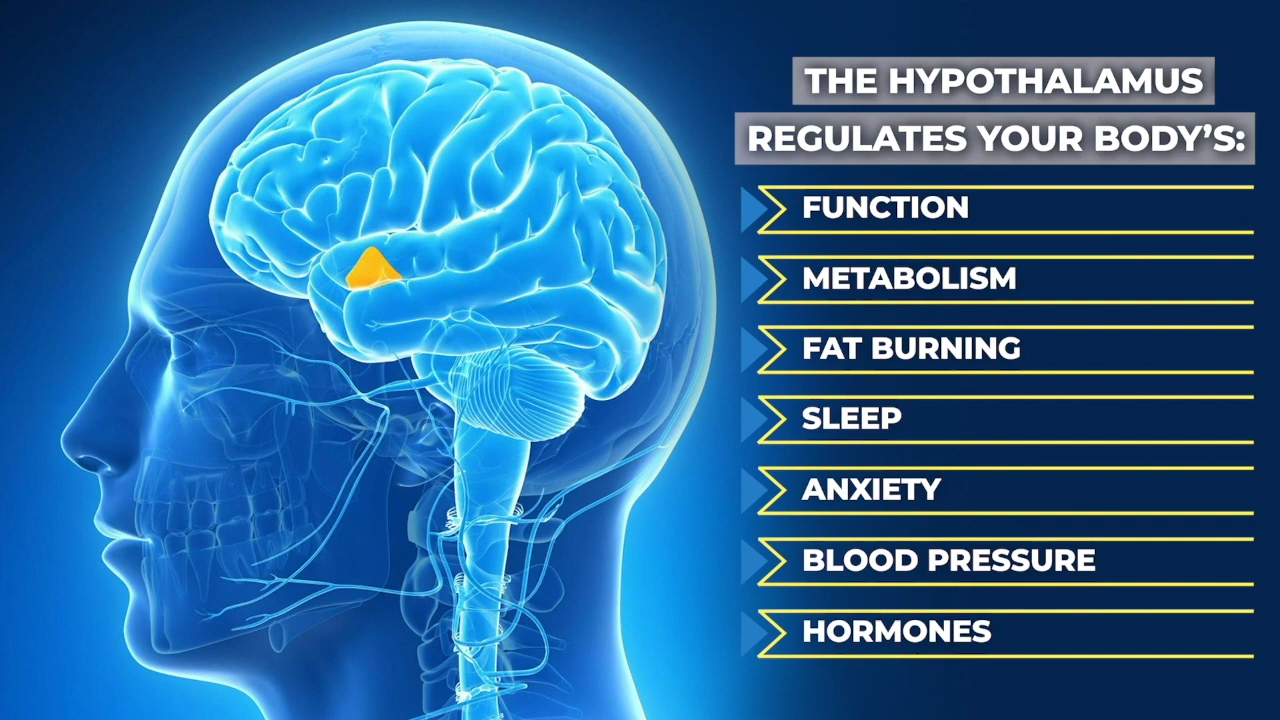 THE HYPOTHALAMUS
REGULATES YOUR BODY'S:
FUNCTION
METABOLISM
FAT BURNING
SLEEP
ANXIETY
BLOOD PRESSURE
HORMONES